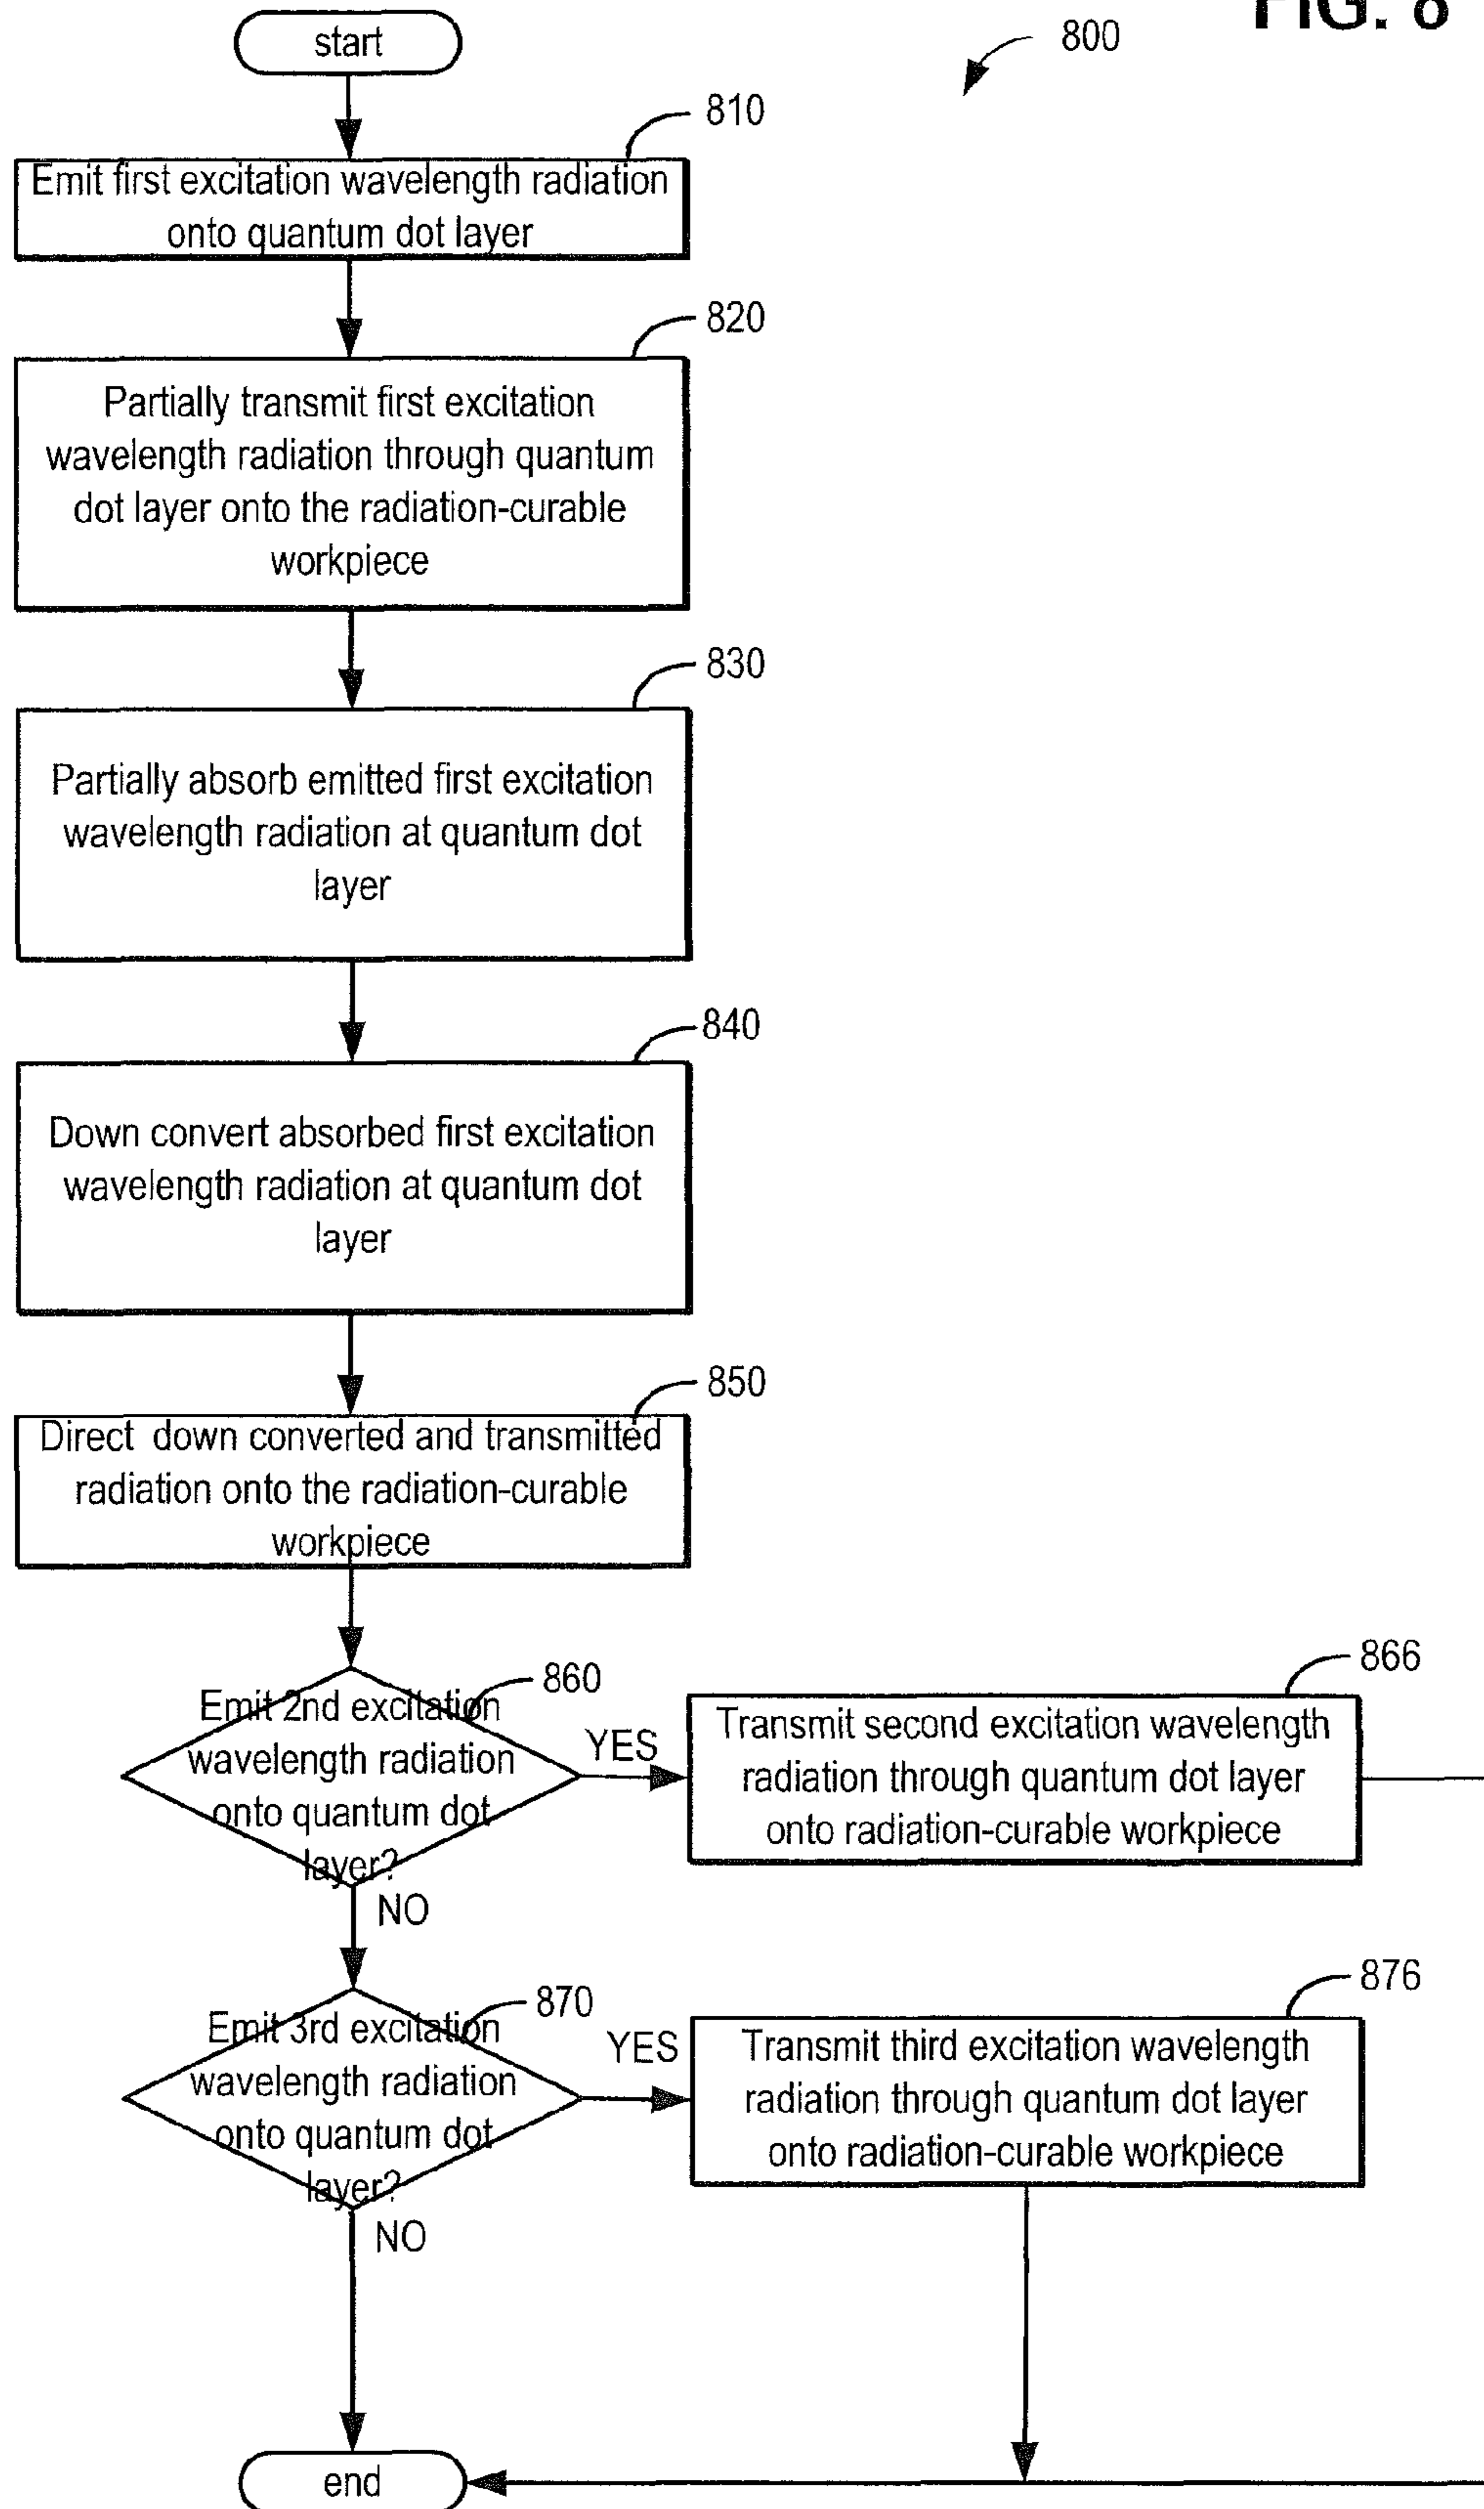 FIG. 8
800
start
810
Emit first excitation wavelength radiation
onto quantum dot layer
820
Partially transmit first excitation
wavelength radiation through quantum
dot layer onto the radiation-curable
workpiece
830
Partially absorb emitted first excitation
wavelength radiation at quantum dot
layer
840
Down convert absorbed first excitation
wavelength radiation at quantum dot
layer
850
Direct down converted and transmitted
radiation onto the radiation-curable
workpiece
860
Emit 2nd excitation
wavelength radiation
onto quantum dot
layer?
YES
866
Transmit second excitation wavelength
radiation through quantum dot layer
onto radiation-curable workpiece
NO
870
Emit 3rd excitation
wavelength radiation
onto quantum dot
layer?
YES
876
Transmit third excitation wavelength
radiation through quantum dot layer
onto radiation-curable workpiece
NO
end